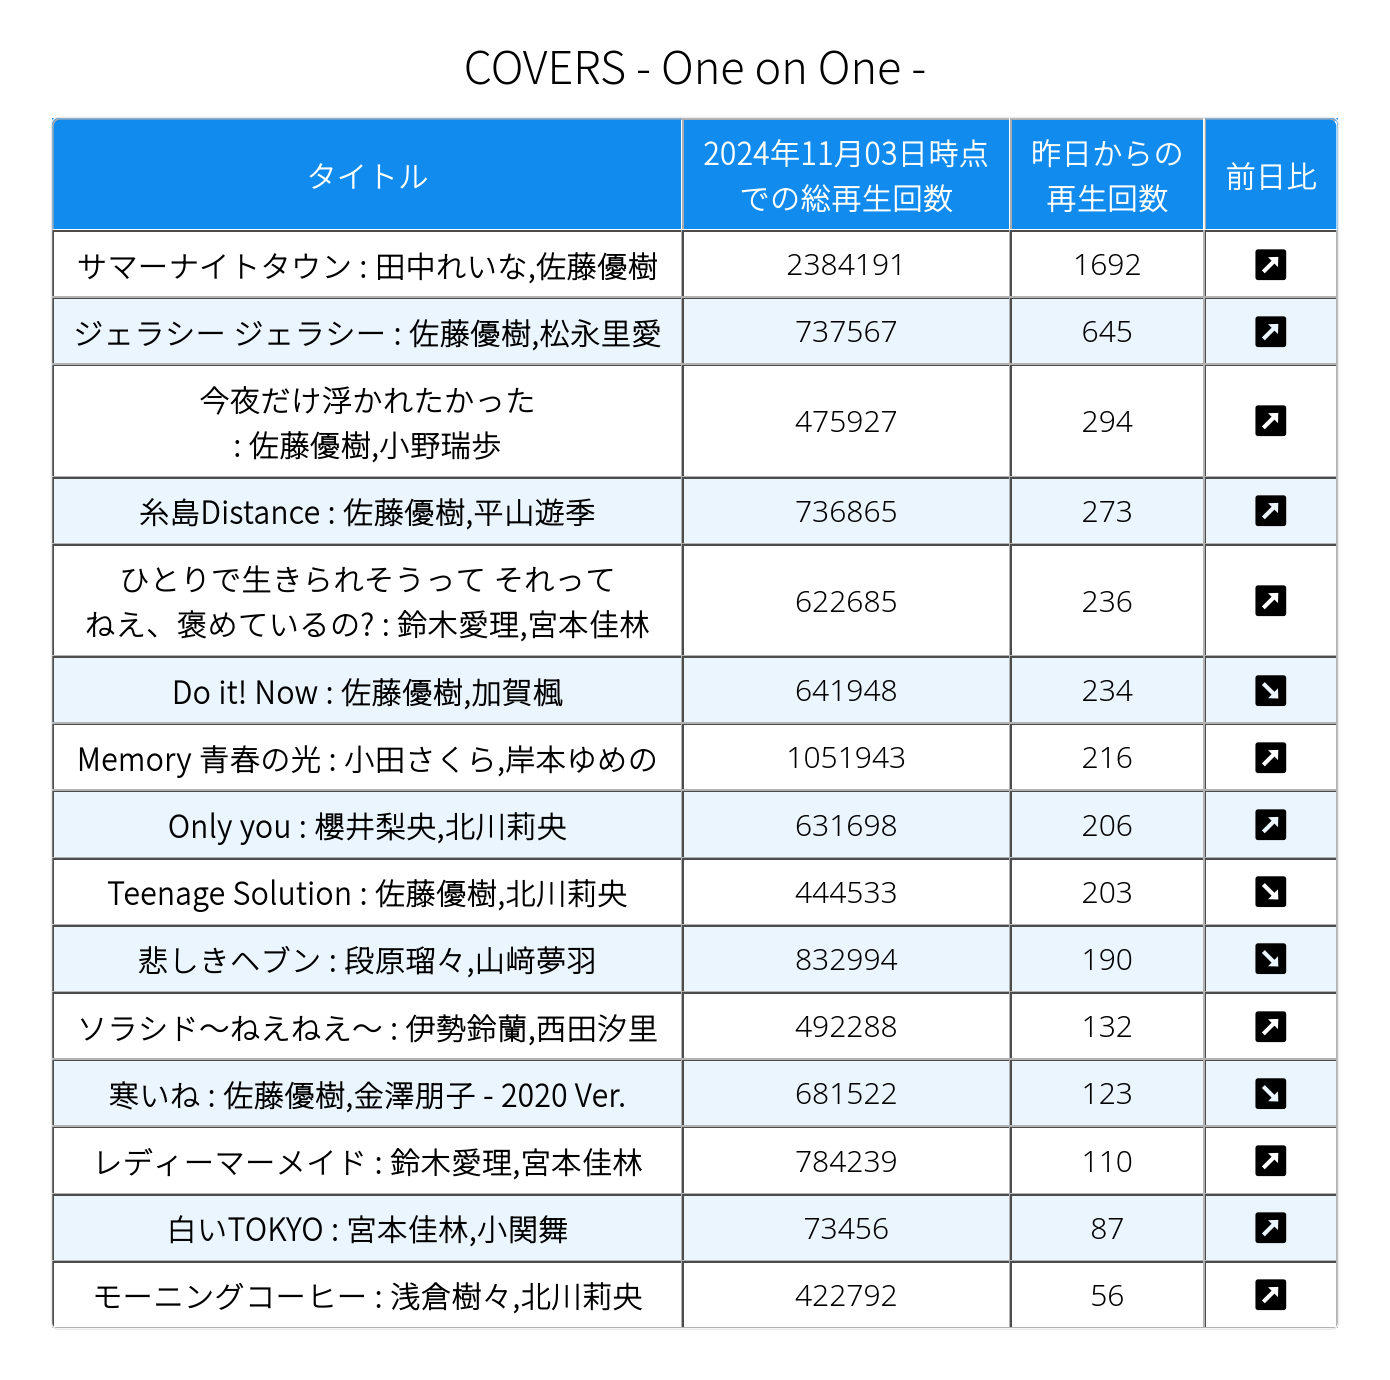 COVERS - One on One -
タイトル
2024年11月03日時点
での総再生回数
昨日からの
再生回数
前日比
サマーナイトタウン : 田中れいな,佐藤優樹
2384191
1692
ジェラシー ジェラシー : 佐藤優樹,松永里愛
737567
645
今夜だけ浮かれたかった
: 佐藤優樹,小野瑞歩
475927
294
糸島Distance : 佐藤優樹,平山遊季
736865
273
ひとりで生きられそうって それって
ねえ、褒めているの? : 鈴木愛理,宮本佳林
622685
236
Do it! Now : 佐藤優樹,加賀楓
641948
234
Memory 青春の光 : 小田さくら,岸本ゆめの
1051943
216
Only you : 櫻井梨央,北川莉央
631698
206
Teenage Solution : 佐藤優樹,北川莉央
444533
203
悲しきヘブン : 段原瑠々,山﨑夢羽
832994
190
ソラシド〜ねえねえ〜 : 伊勢鈴蘭,西田汐里
492288
132
寒いね : 佐藤優樹,金澤朋子 - 2020 Ver.
681522
123
レディーマーメイド : 鈴木愛理,宮本佳林
784239
110
白いTOKYO : 宮本佳林,小関舞
73456
87
モーニングコーヒー : 浅倉樹々,北川莉央
422792
56